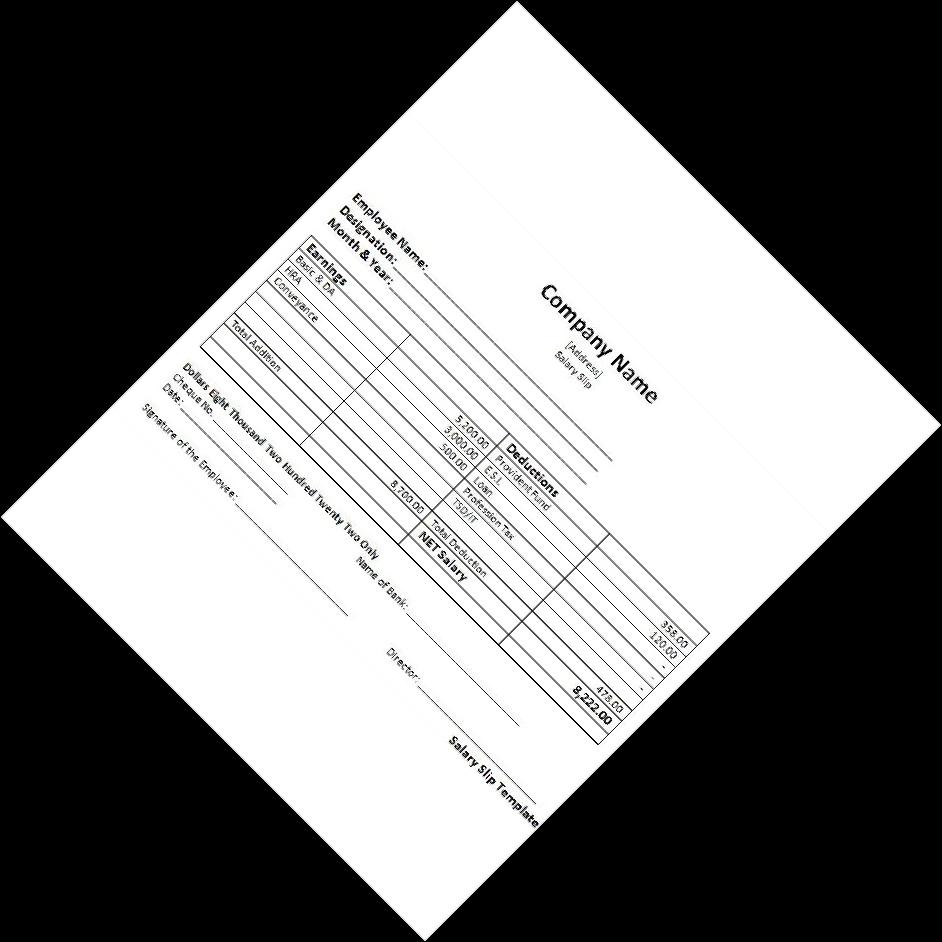 Company Name
[Address]
Salary Slip
Employee Name:
Designation:
Month & Year:
Earnings Deductions
Basic & DA 5,200.00 Provident Fund 358.00
HRA 3,000.00 E.S.I. 120.00
Conveyance 500.00 Loan -
Profession Tax -
TSD/IT -
Total Addition 8,700.00 Total Deduction 478.00
NET Salary 8,222.00
Dollars Eight Thousand Two Hundred Twenty Two Only
Cheque No. Name of Bank:
Date:
Signature of the Employee: Director:
Salary Slip Template